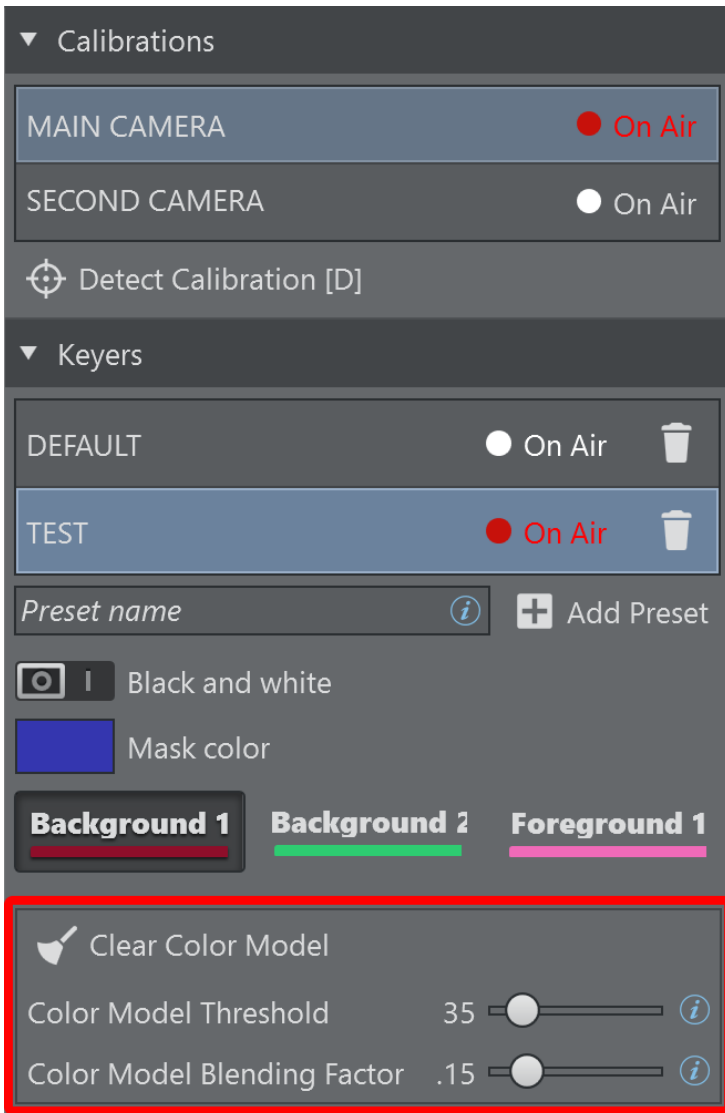 Calibrations
MAIN CAMERA On Air
SECOND CAMERA On Air
Detect Calibration [D]
Keyers
DEFAULT On Air
TEST On Air
Preset name i Add Preset
Black and white
Mask color
Background 1 Background 2 Foreground 1
Clear Color Model
Color Model Threshold 35 i
Color Model Blending Factor .15 i